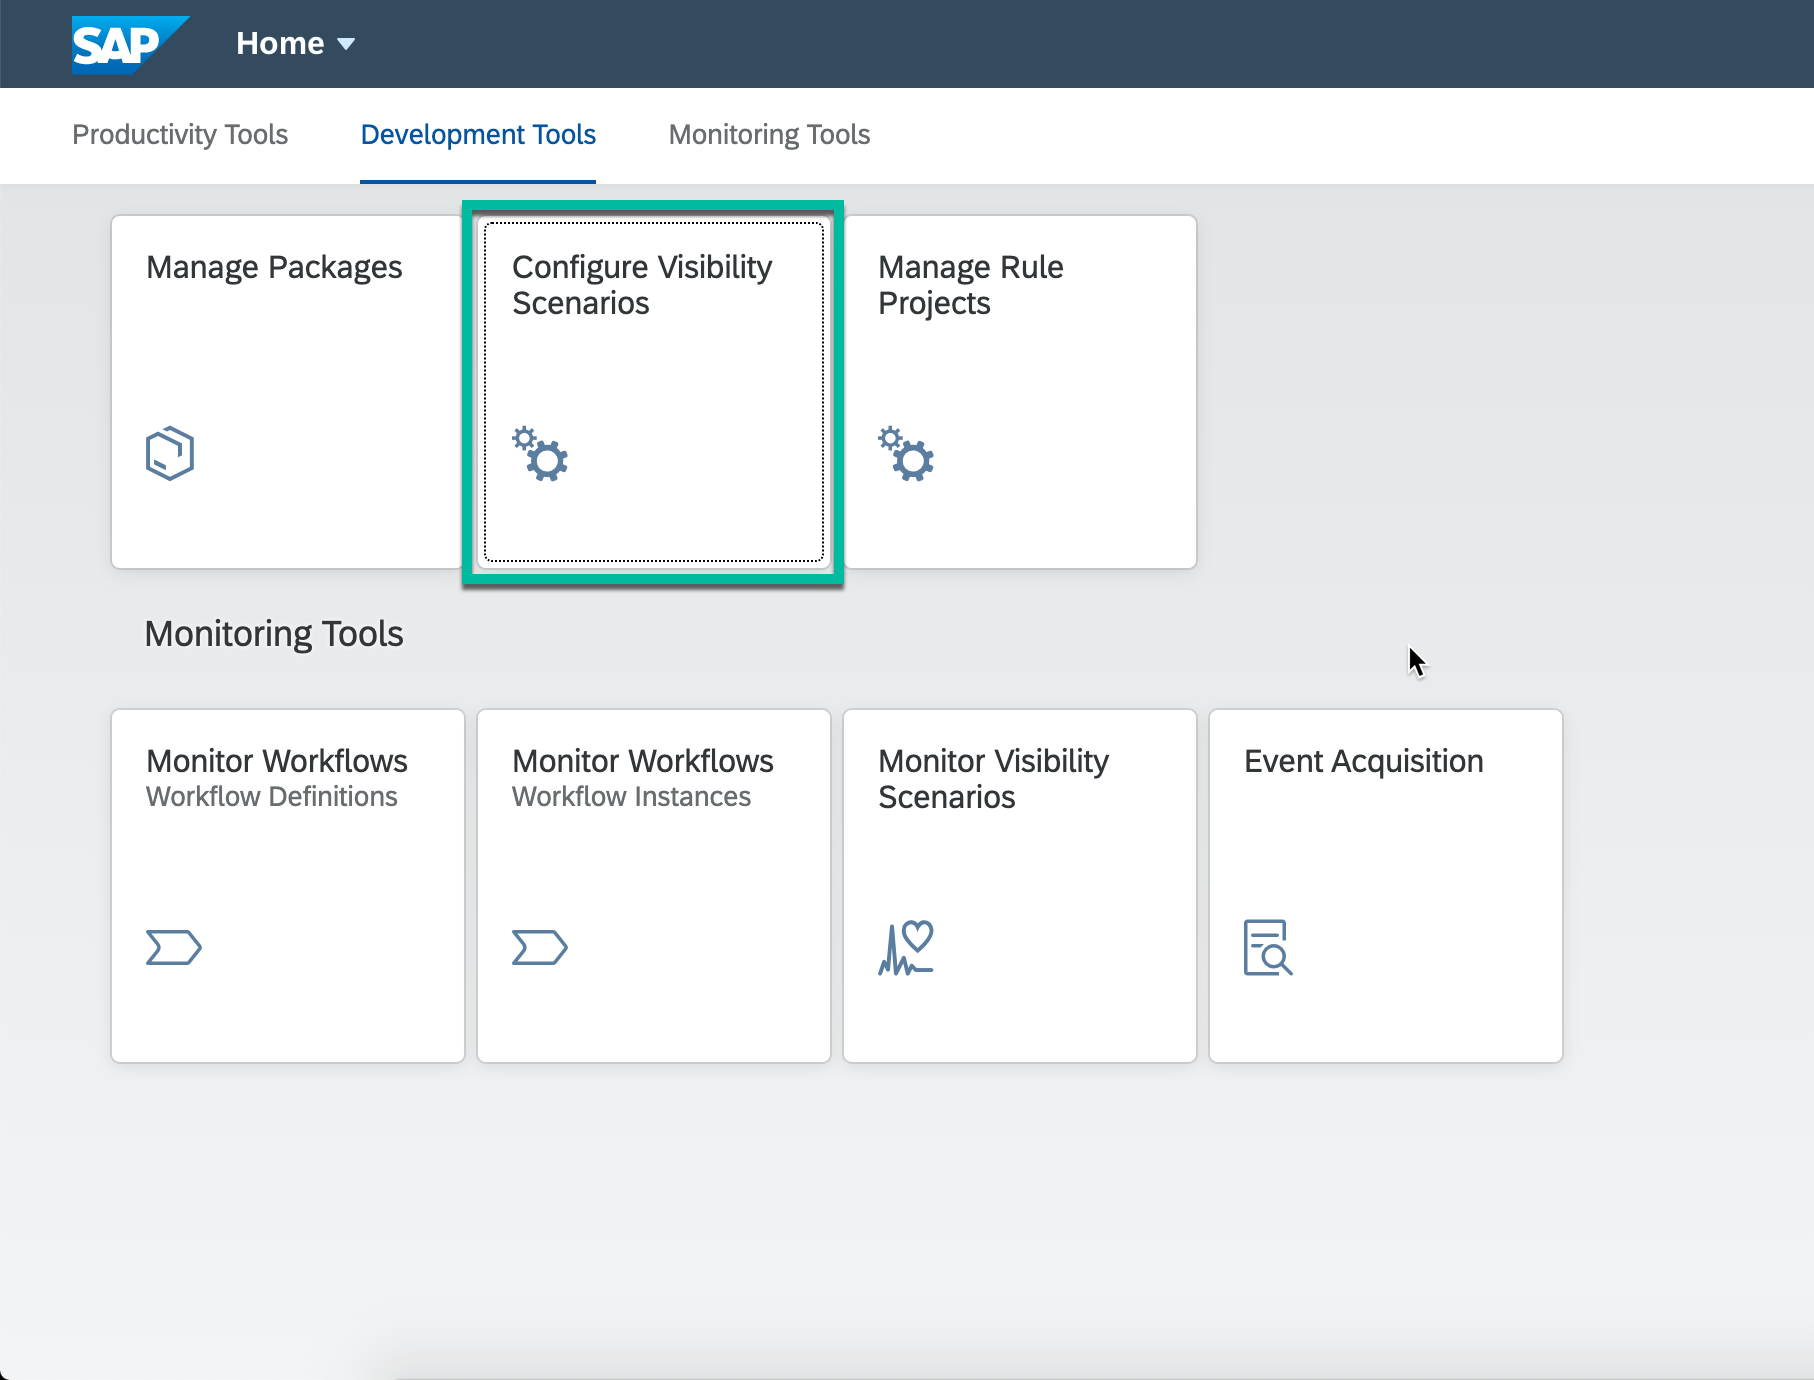 SAP
Home
Productivity Tools
Development Tools
Monitoring Tools
Manage Packages
Configure Visibility
Scenarios
Manage Rule
Projects
Monitoring Tools
Monitor Workflows
Workflow Definitions
Monitor Workflows
Workflow Instances
Monitor Visibility
Scenarios
Event Acquisition